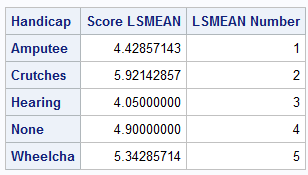 Handicap Score LSMEAN LSMEAN Number
Amputee 4.42857143 1
Crutches 5.92142857 2
Hearing 4.05000000 3
None 4.90000000 4
Wheelcha 5.34285714 5